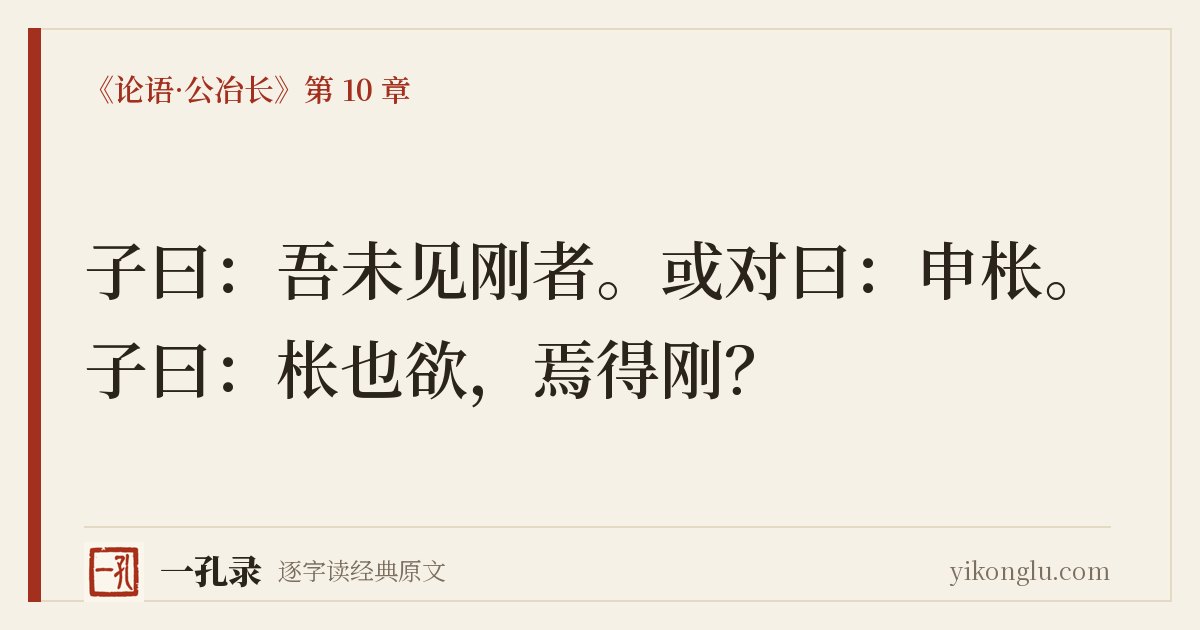 《论语·公冶长》第 10 章
子曰：吾未见刚者。或对曰：申枨。
子曰：枨也欲，焉得刚？
一孔
一孔录 逐字读经典原文 yikonglu.com